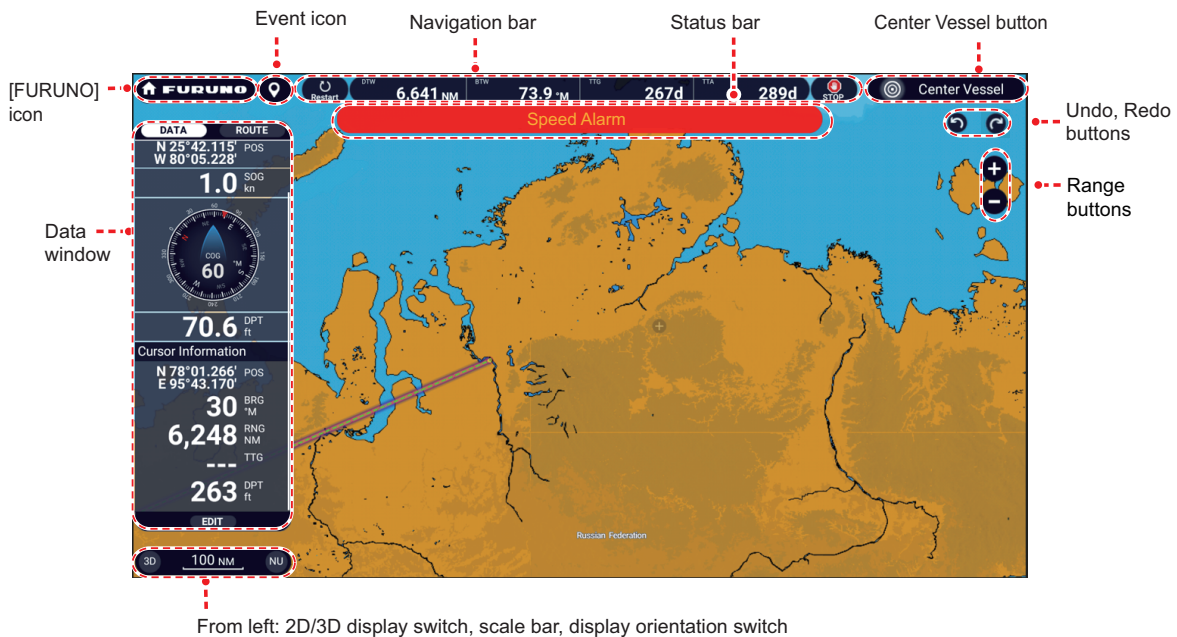 Event icon
Navigation bar
Status bar
Center Vessel button
[FURUNO]
icon
FURUNO
Restart
DTW
6,641 NM
BTW
73.9 °M
TTG
267d
TTA
289d
STOP
Center Vessel
Speed Alarm
Undo, Redo
buttons
+
−
Range
buttons
Data
window
DATA ROUTE
N 25°42.115' POS
W 80°05.228'
1.0 SOG
kn
N
E
S
W
COG
60 °M
70.6 DPT
ft
Cursor Information
N 78°01.266' POS
E 95°43.170'
30 BRG
°M
6,248 RNG
NM
--- TTG
263 DPT
ft
EDIT
Russian Federation
3D 100 NM NU
From left: 2D/3D display switch, scale bar, display orientation switch